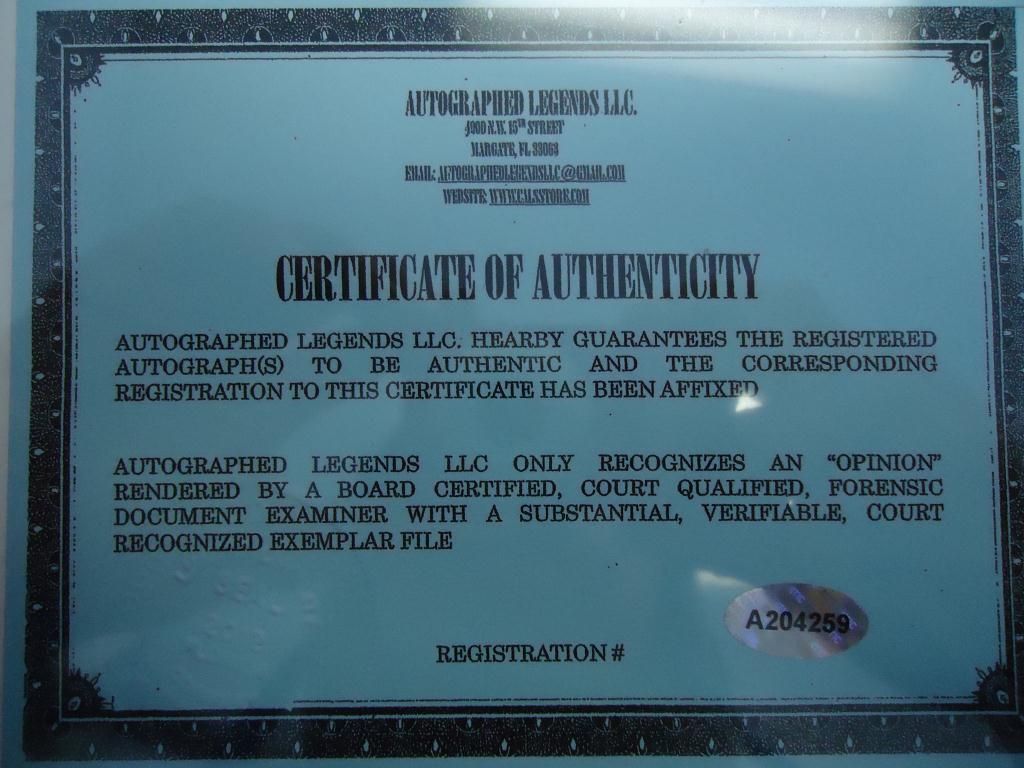 AUTOGRAPHED LEGENDS LLC.
4900 N.W. 15TH STREET
MARGATE, FL 33063
EMAIL: AUTOGRAPHEDLEGENDSLLC@GMAIL.COM
WEBSITE: WWW.CALSSTORE.COM
CERTIFICATE OF AUTHENTICITY
AUTOGRAPHED LEGENDS LLC. HEARBY GUARANTEES THE REGISTERED
AUTOGRAPH(S) TO BE AUTHENTIC AND THE CORRESPONDING
REGISTRATION TO THIS CERTIFICATE HAS BEEN AFFIXED
AUTOGRAPHED LEGENDS LLC ONLY RECOGNIZES AN “OPINION”
RENDERED BY A BOARD CERTIFIED, COURT QUALIFIED, FORENSIC
DOCUMENT EXAMINER WITH A SUBSTANTIAL, VERIFIABLE, COURT
RECOGNIZED EXEMPLAR FILE
A204259
REGISTRATION #